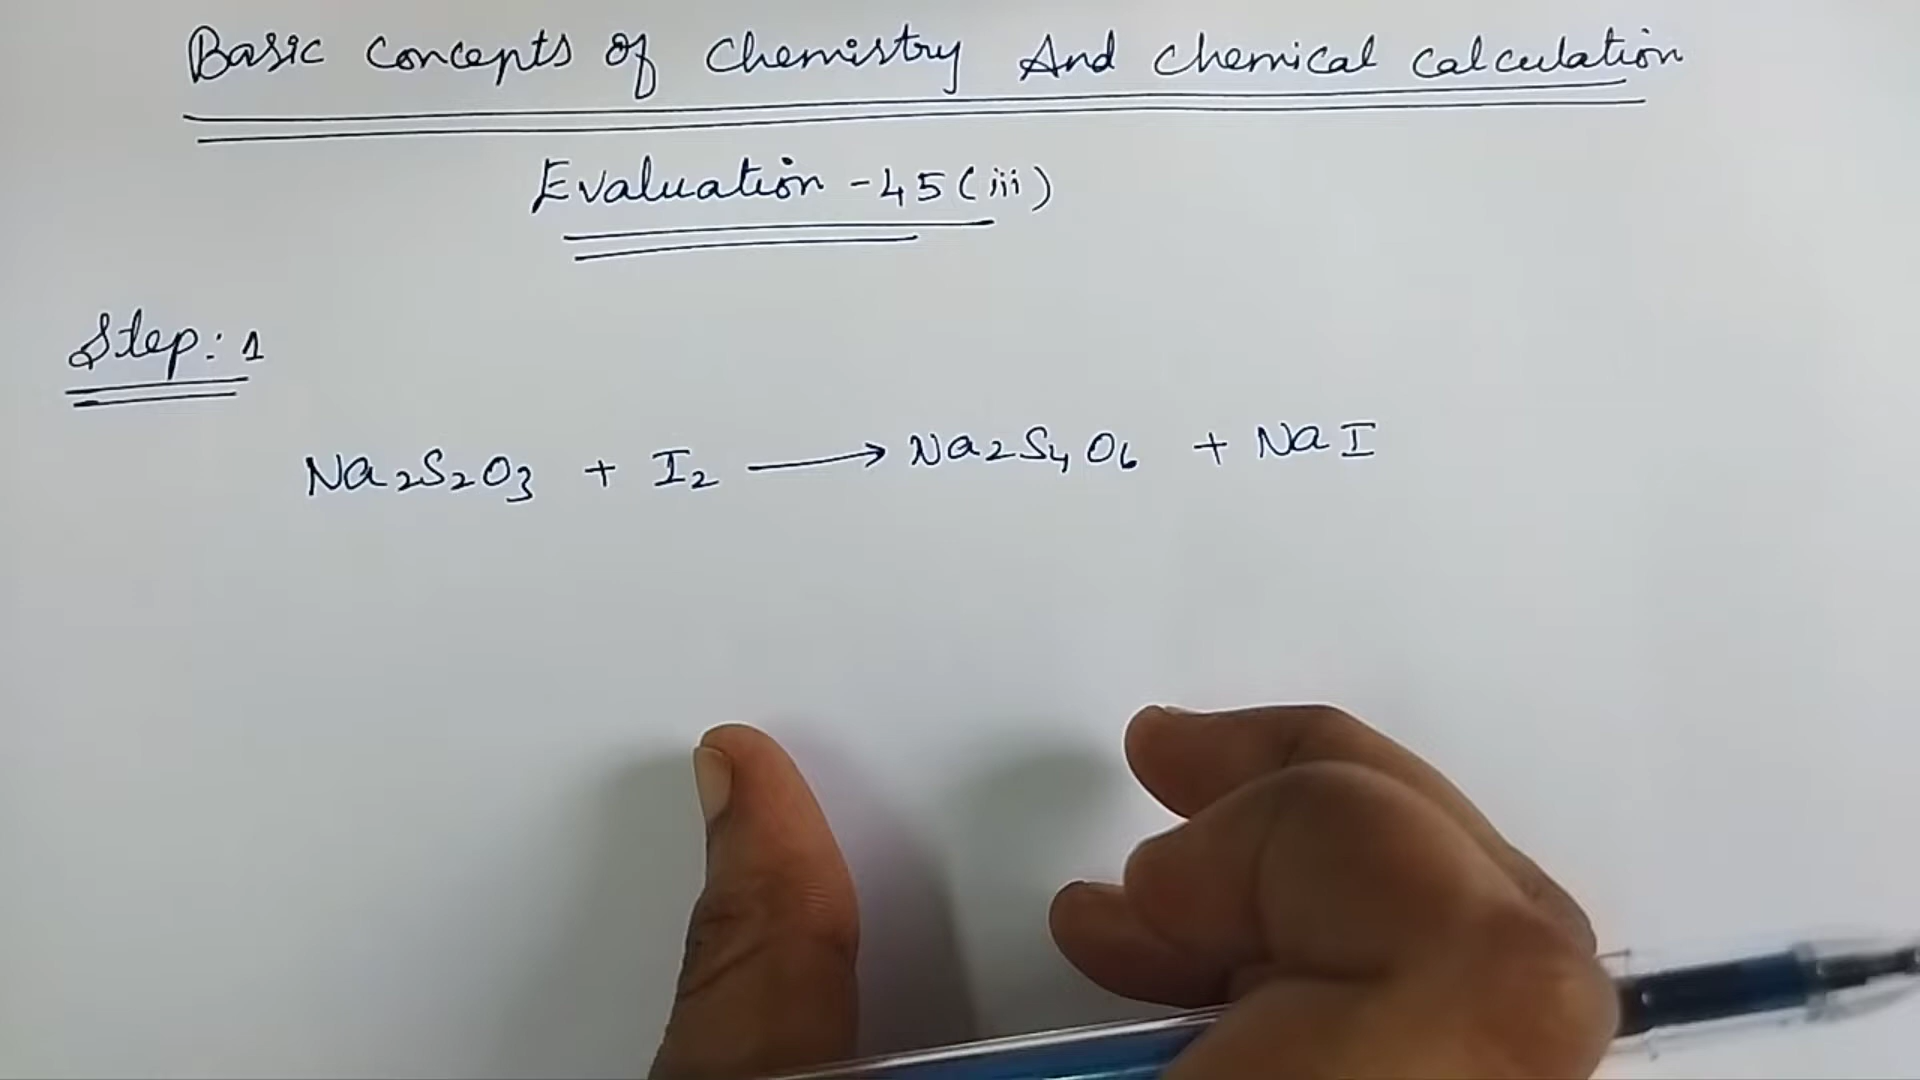 Basic Concepts of Chemistry And Chemical Calculation
Evaluation - 45 (iii)
Step: 1
Na₂S₂O₃ + I₂ ⟶ Na₂S₄O₆ + NaI